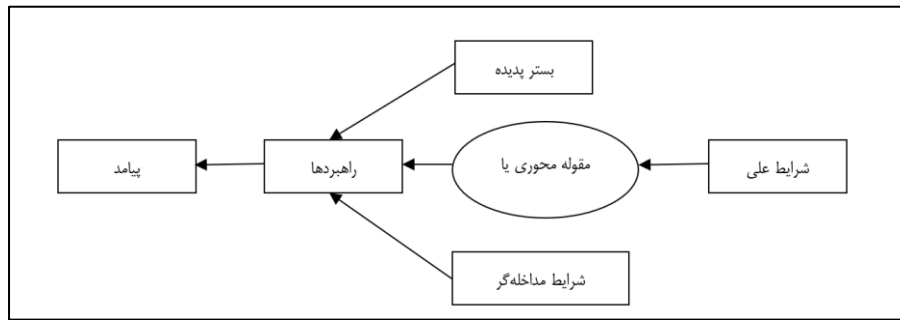 بستر پدیده
شرایط علی
مقوله محوری یا
راهبردها
پیامد
شرایط مداخله‌گر